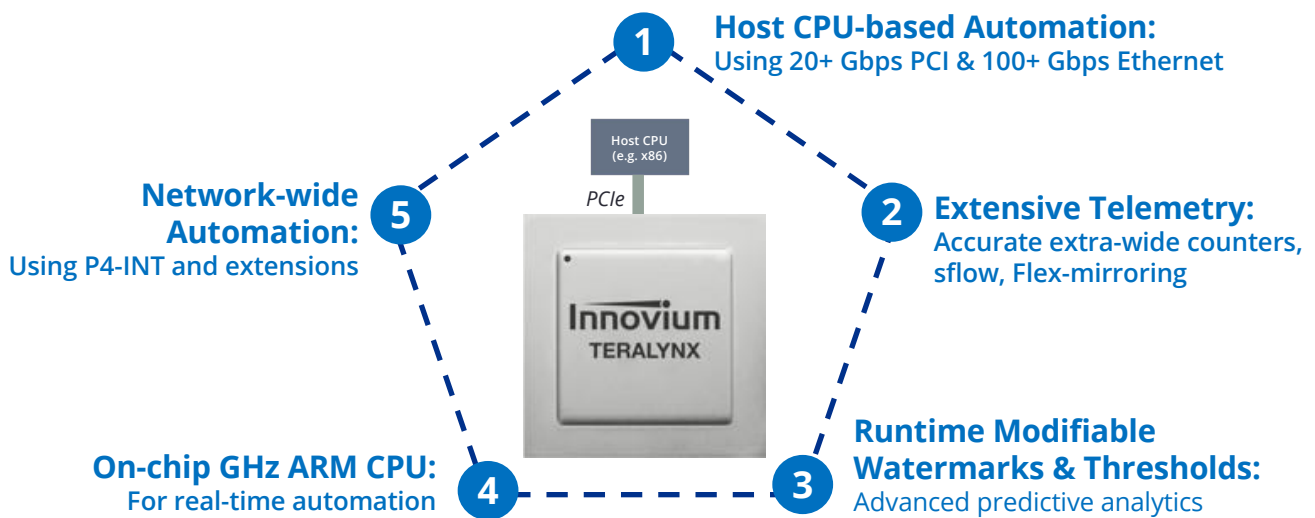 1
Host CPU-based Automation:
Using 20+ Gbps PCI & 100+ Gbps Ethernet
Host CPU
(e.g. x86)
PCIe
2
Extensive Telemetry:
Accurate extra-wide counters,
sflow, Flex-mirroring
Network-wide
Automation:
Using P4-INT and extensions
5
Innovium
TERALYNX
Runtime Modifiable
Watermarks & Thresholds:
Advanced predictive analytics
3
On-chip GHz ARM CPU:
For real-time automation
4